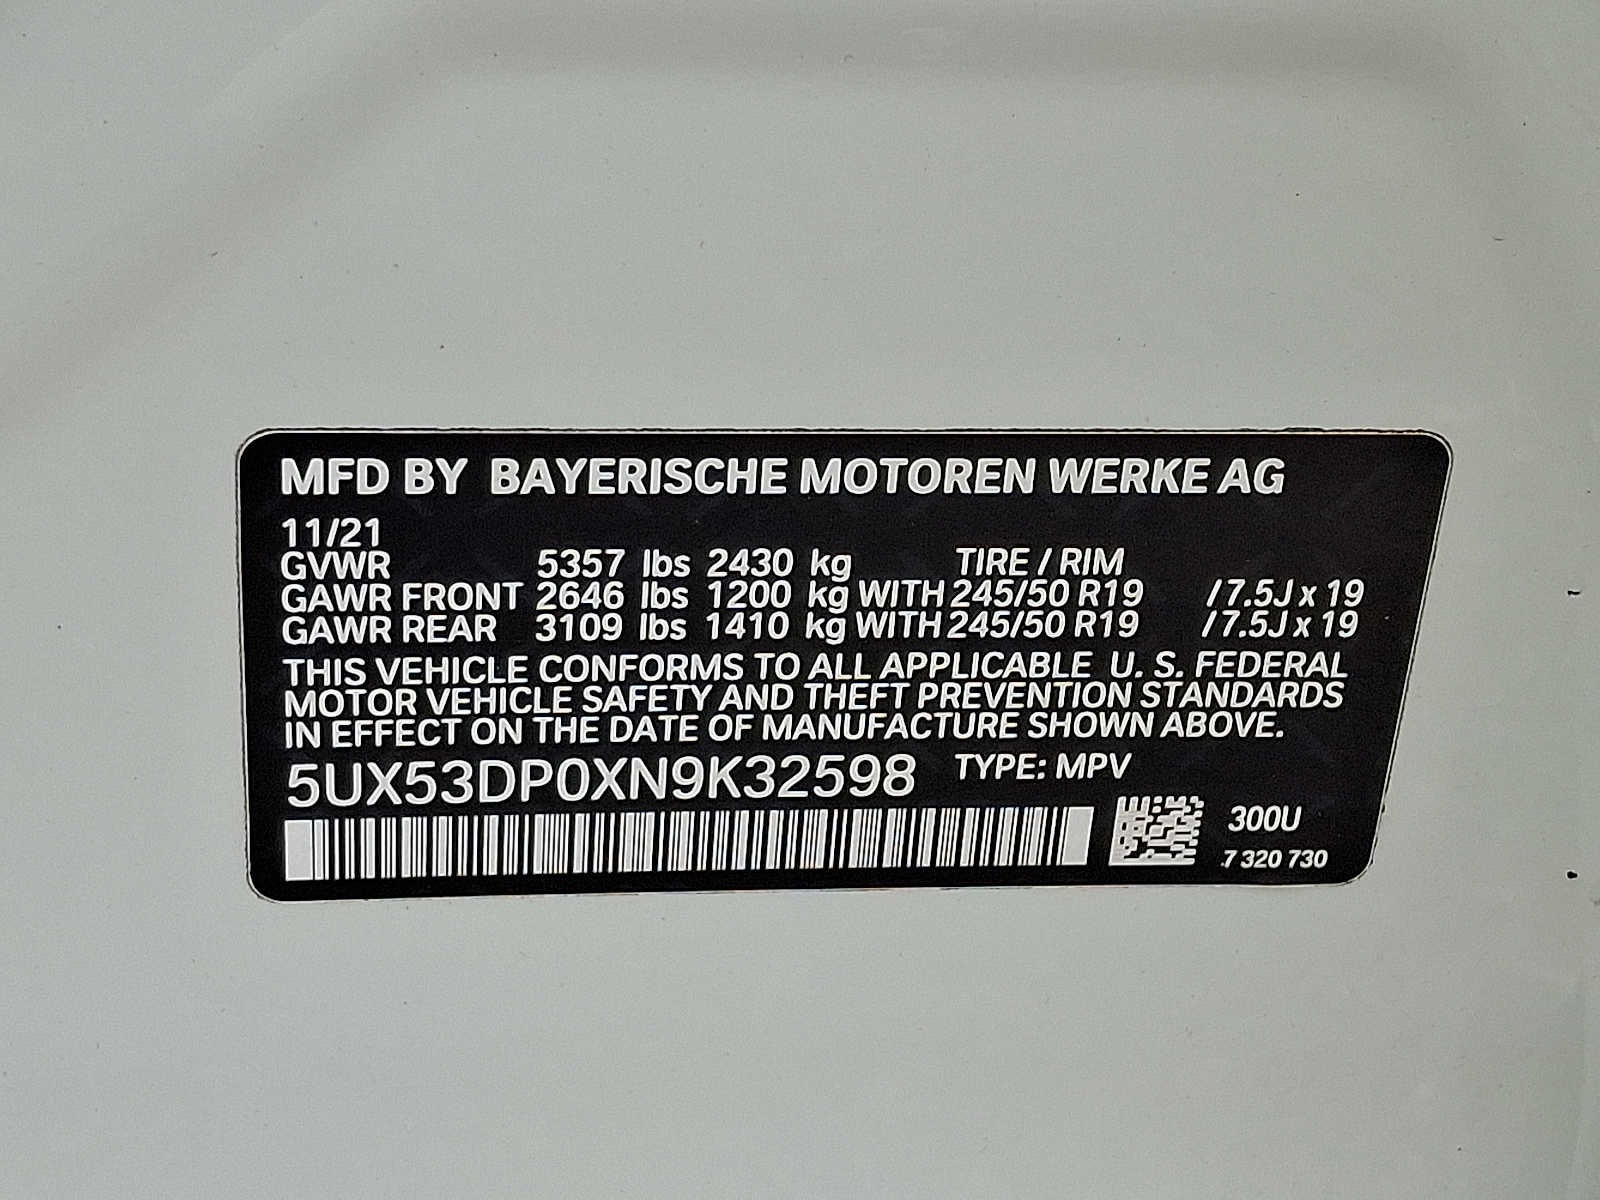 MFD BY BAYERISCHE MOTOREN WERKE AG
11/21
GVWR 5357 lbs 2430 kg TIRE / RIM
GAWR FRONT 2646 lbs 1200 kg WITH 245/50 R19 / 7.5J x 19
GAWR REAR 3109 lbs 1410 kg WITH 245/50 R19 / 7.5J x 19
THIS VEHICLE CONFORMS TO ALL APPLICABLE U. S. FEDERAL
MOTOR VEHICLE SAFETY AND THEFT PREVENTION STANDARDS
IN EFFECT ON THE DATE OF MANUFACTURE SHOWN ABOVE.
5UX53DP0XN9K32598 TYPE: MPV
300U
7 320 730